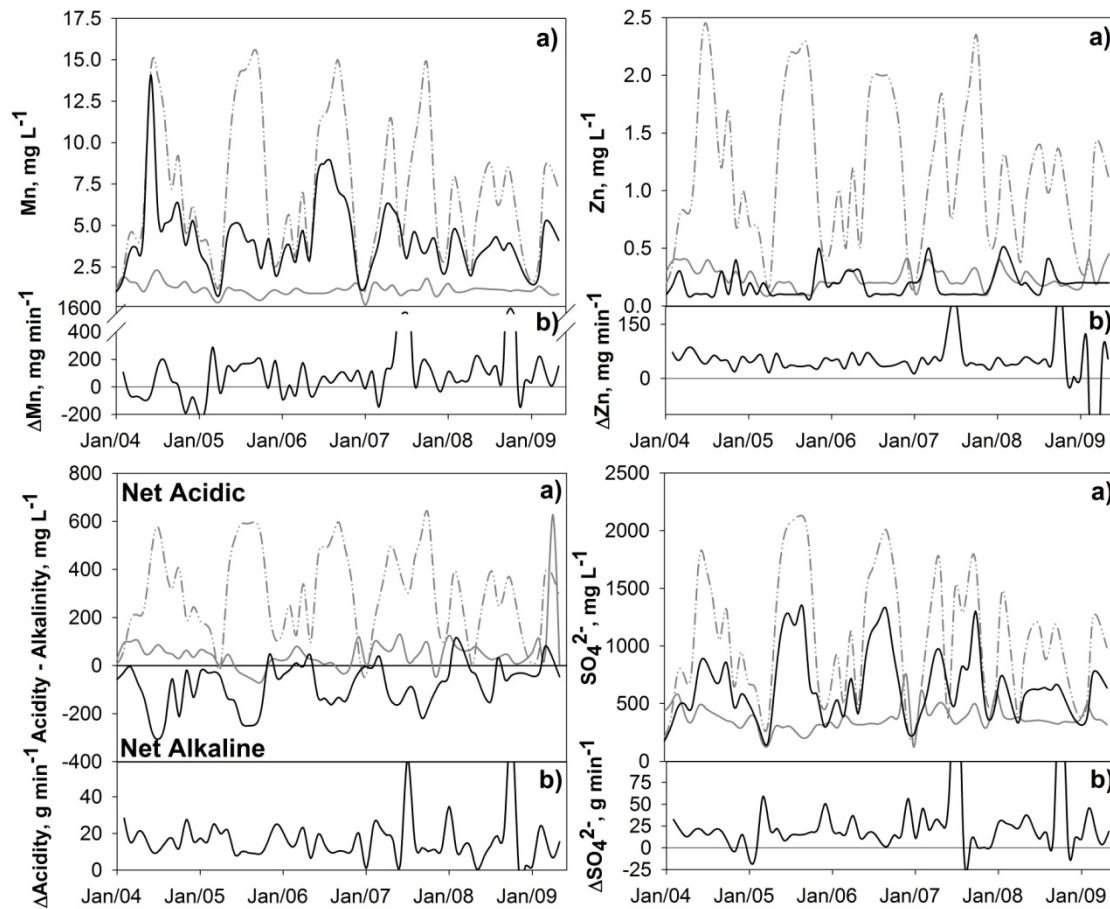 17.5
15.0
12.5
10.0
7.5
5.0
2.5
Mn, mg L⁻¹
a)
1600
400
200
0
-200
ΔMn, mg min⁻¹
b)
Jan/04 Jan/05 Jan/06 Jan/07 Jan/08 Jan/09
2.5
2.0
1.5
1.0
0.5
0.0
Zn, mg L⁻¹
a)
150
0
ΔZn, mg min⁻¹
b)
Jan/04 Jan/05 Jan/06 Jan/07 Jan/08 Jan/09
800
600
400
200
0
-200
-400
Acidity - Alkalinity, mg L⁻¹
Net Acidic
a)
Net Alkaline
40
20
0
ΔAcidity, g min⁻¹
b)
Jan/04 Jan/05 Jan/06 Jan/07 Jan/08 Jan/09
2500
2000
1500
1000
500
0
SO₄²⁻, mg L⁻¹
a)
75
50
25
0
-25
ΔSO₄²⁻, g min⁻¹
b)
Jan/04 Jan/05 Jan/06 Jan/07 Jan/08 Jan/09